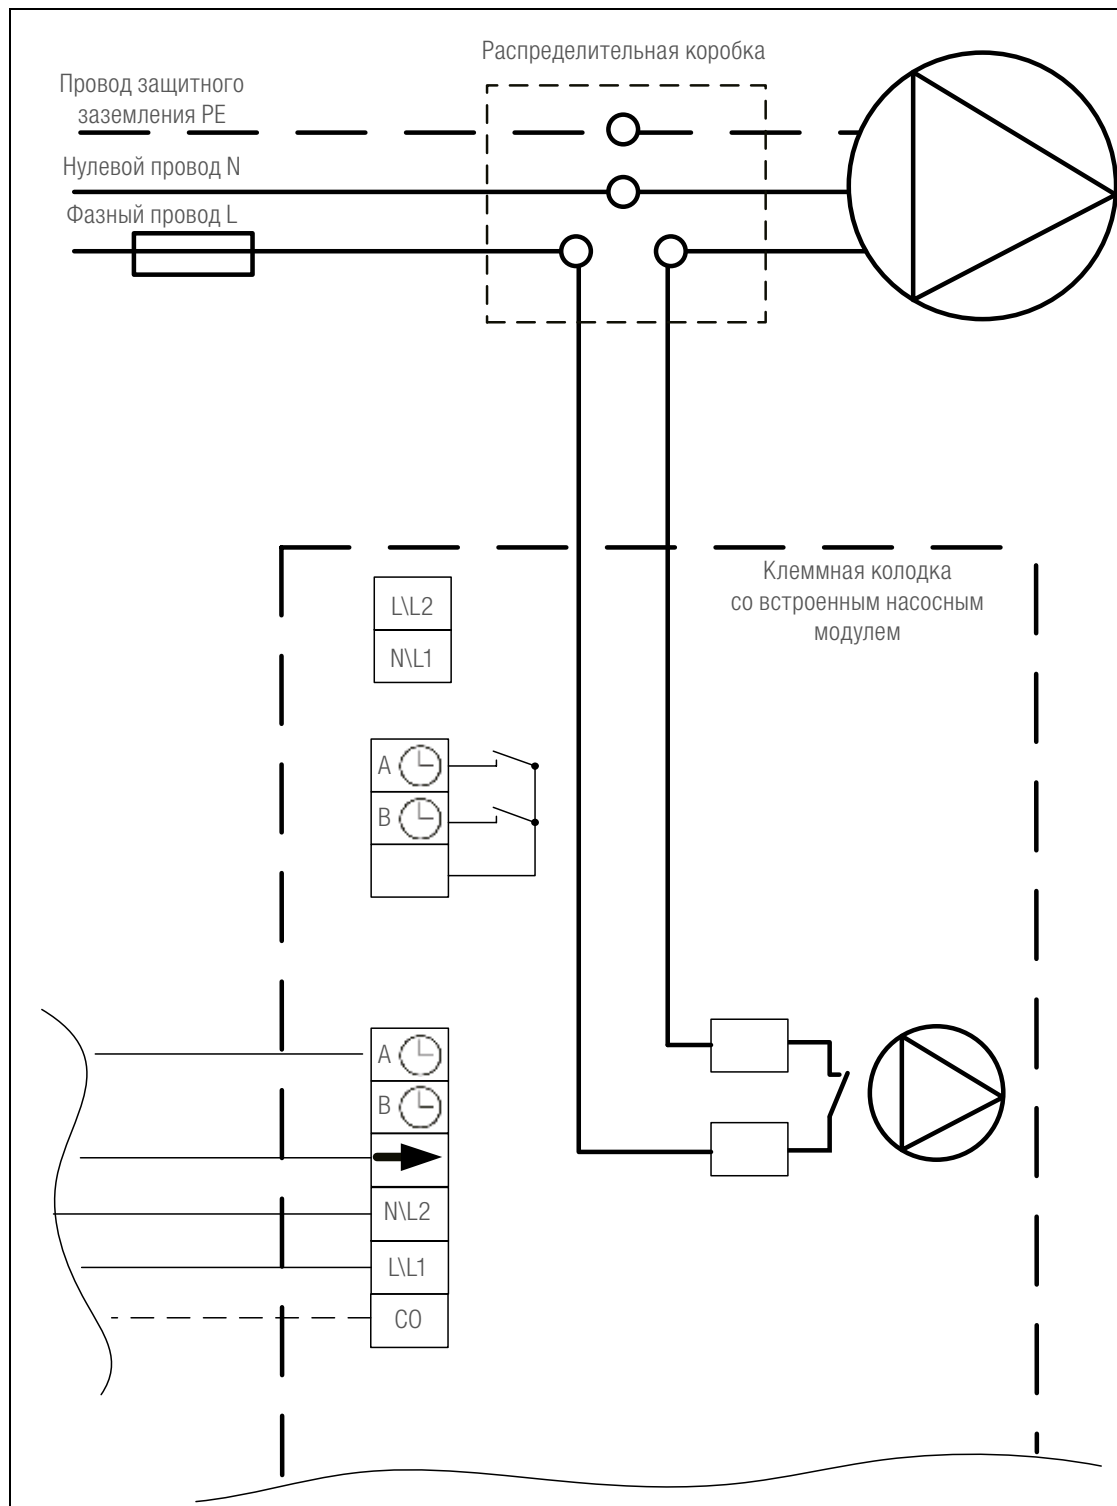 Распределительная коробка
Провод защитного
заземления PE
Нулевой провод N
Фазный провод L
Клеммная колодка
со встроенным насосным
модулем
L\L2
N\L1
A
B
A
B
N\L2
L\L1
CO